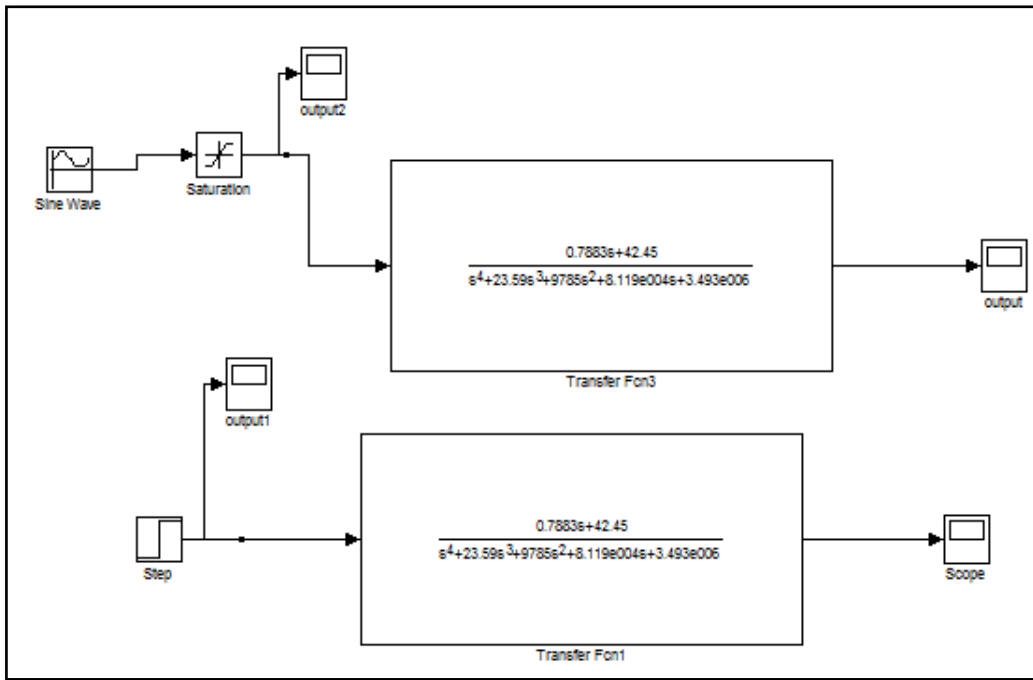 output2
Sine Wave
Saturation
0.7883s+42.45
s⁴+23.59s³+9785s²+8.119e004s+3.493e006
output
Transfer Fcn3
output1
0.7883s+42.45
s⁴+23.59s³+9785s²+8.119e004s+3.493e006
Step
Scope
Transfer Fcn1